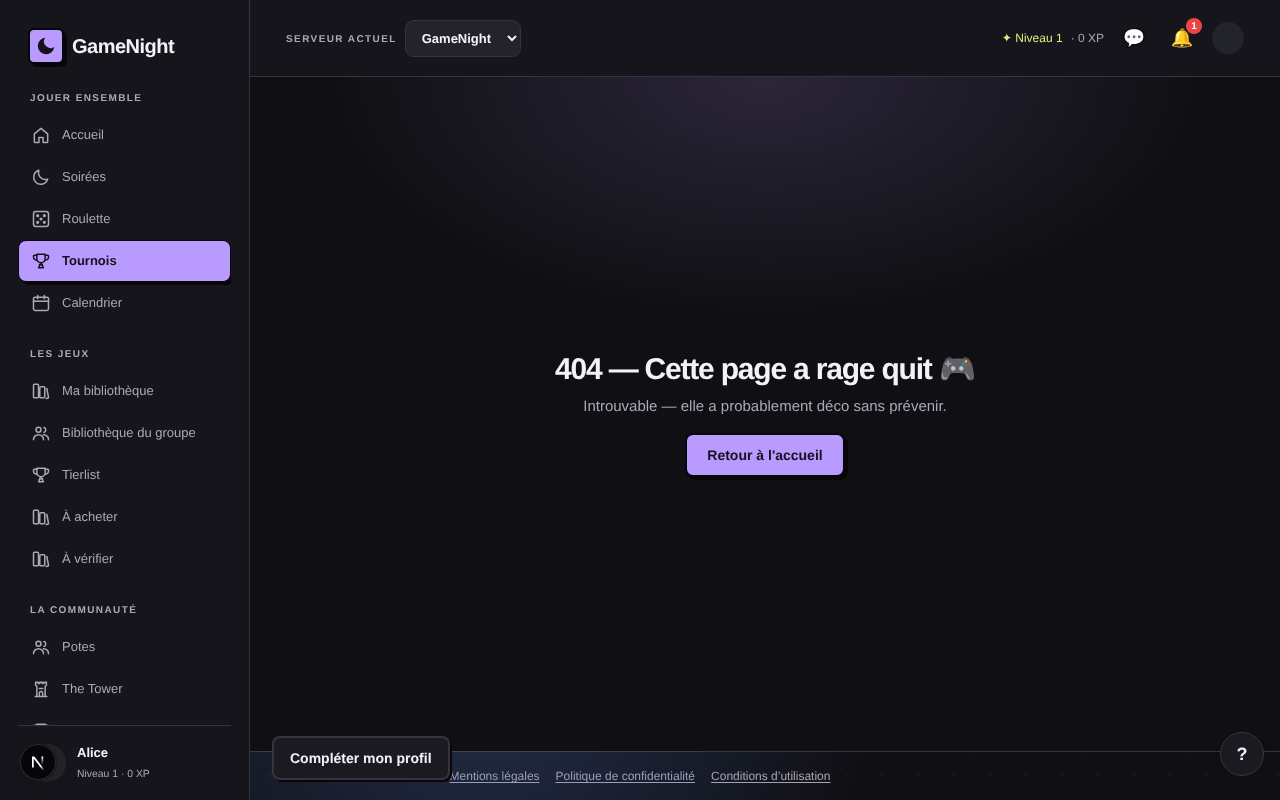 GameNight
JOUER ENSEMBLE
Accueil
Soirées
Roulette
Tournois
Calendrier
LES JEUX
Ma bibliothèque
Bibliothèque du groupe
Tierlist
À acheter
À vérifier
LA COMMUNAUTÉ
Potes
The Tower
N
Alice
Niveau 1 · 0 XP
SERVEUR ACTUEL
GameNight
✦ Niveau 1 · 0 XP
1
404 — Cette page a rage quit 🎮
Introuvable — elle a probablement déco sans prévenir.
Retour à l'accueil
Compléter mon profil
Mentions légales Politique de confidentialité Conditions d’utilisation
?